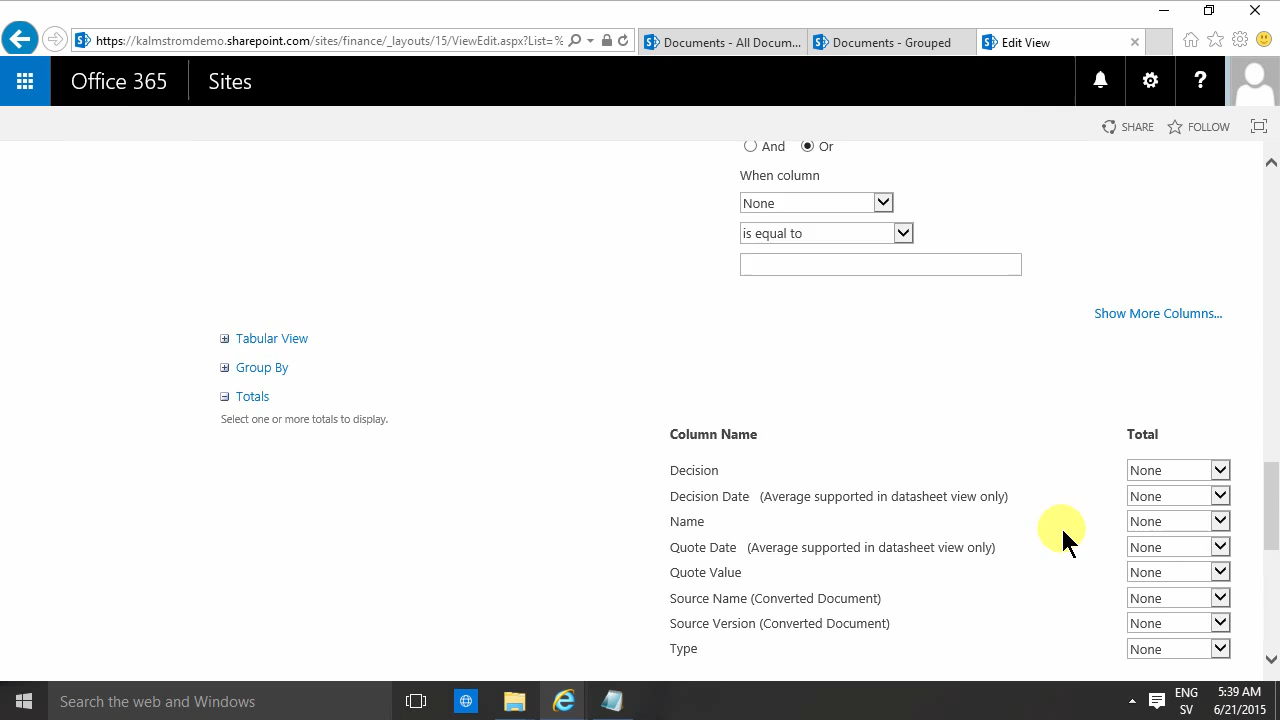 https://kalmstromdemo.sharepoint.com/sites/finance/_layouts/15/ViewEdit.aspx?List=%
Documents - All Docum...
Documents - Grouped
Edit View
Office 365
Sites
?
SHARE
FOLLOW
And
Or
When column
None
is equal to
Show More Columns...
Tabular View
Group By
Totals
Select one or more totals to display.
Column Name Total
Decision None
Decision Date (Average supported in datasheet view only) None
Name None
Quote Date (Average supported in datasheet view only) None
Quote Value None
Source Name (Converted Document) None
Source Version (Converted Document) None
Type None
Search the web and Windows
ENG 5:39 AM
SV 6/21/2015